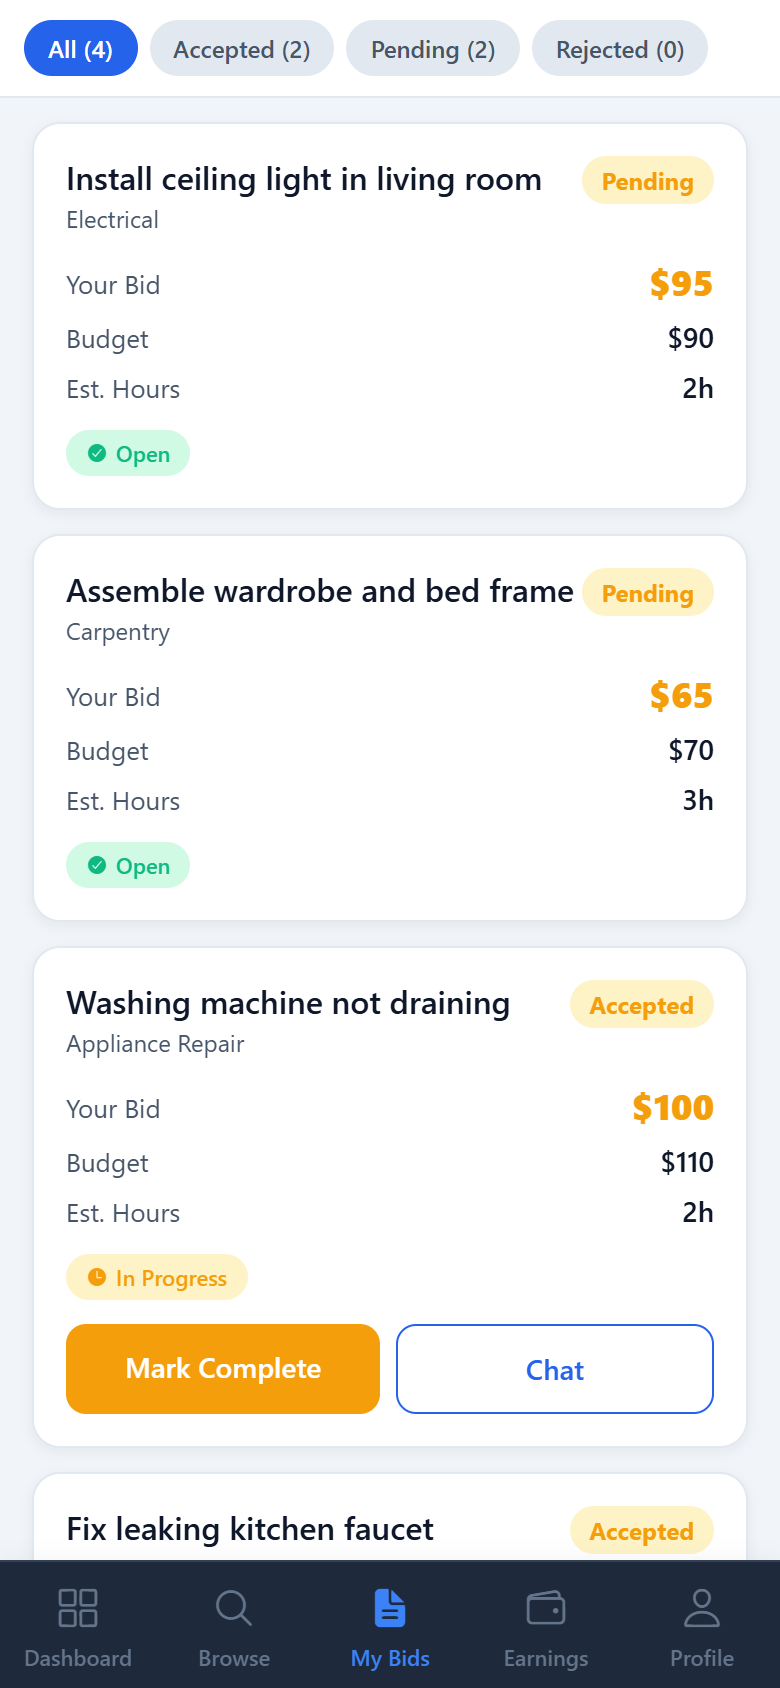 All (4) Accepted (2) Pending (2) Rejected (0)
Install ceiling light in living room Pending
Electrical
Your Bid $95
Budget $90
Est. Hours 2h
Open
Assemble wardrobe and bed frame Pending
Carpentry
Your Bid $65
Budget $70
Est. Hours 3h
Open
Washing machine not draining Accepted
Appliance Repair
Your Bid $100
Budget $110
Est. Hours 2h
In Progress
Mark Complete Chat
Fix leaking kitchen faucet Accepted
Dashboard Browse My Bids Earnings Profile